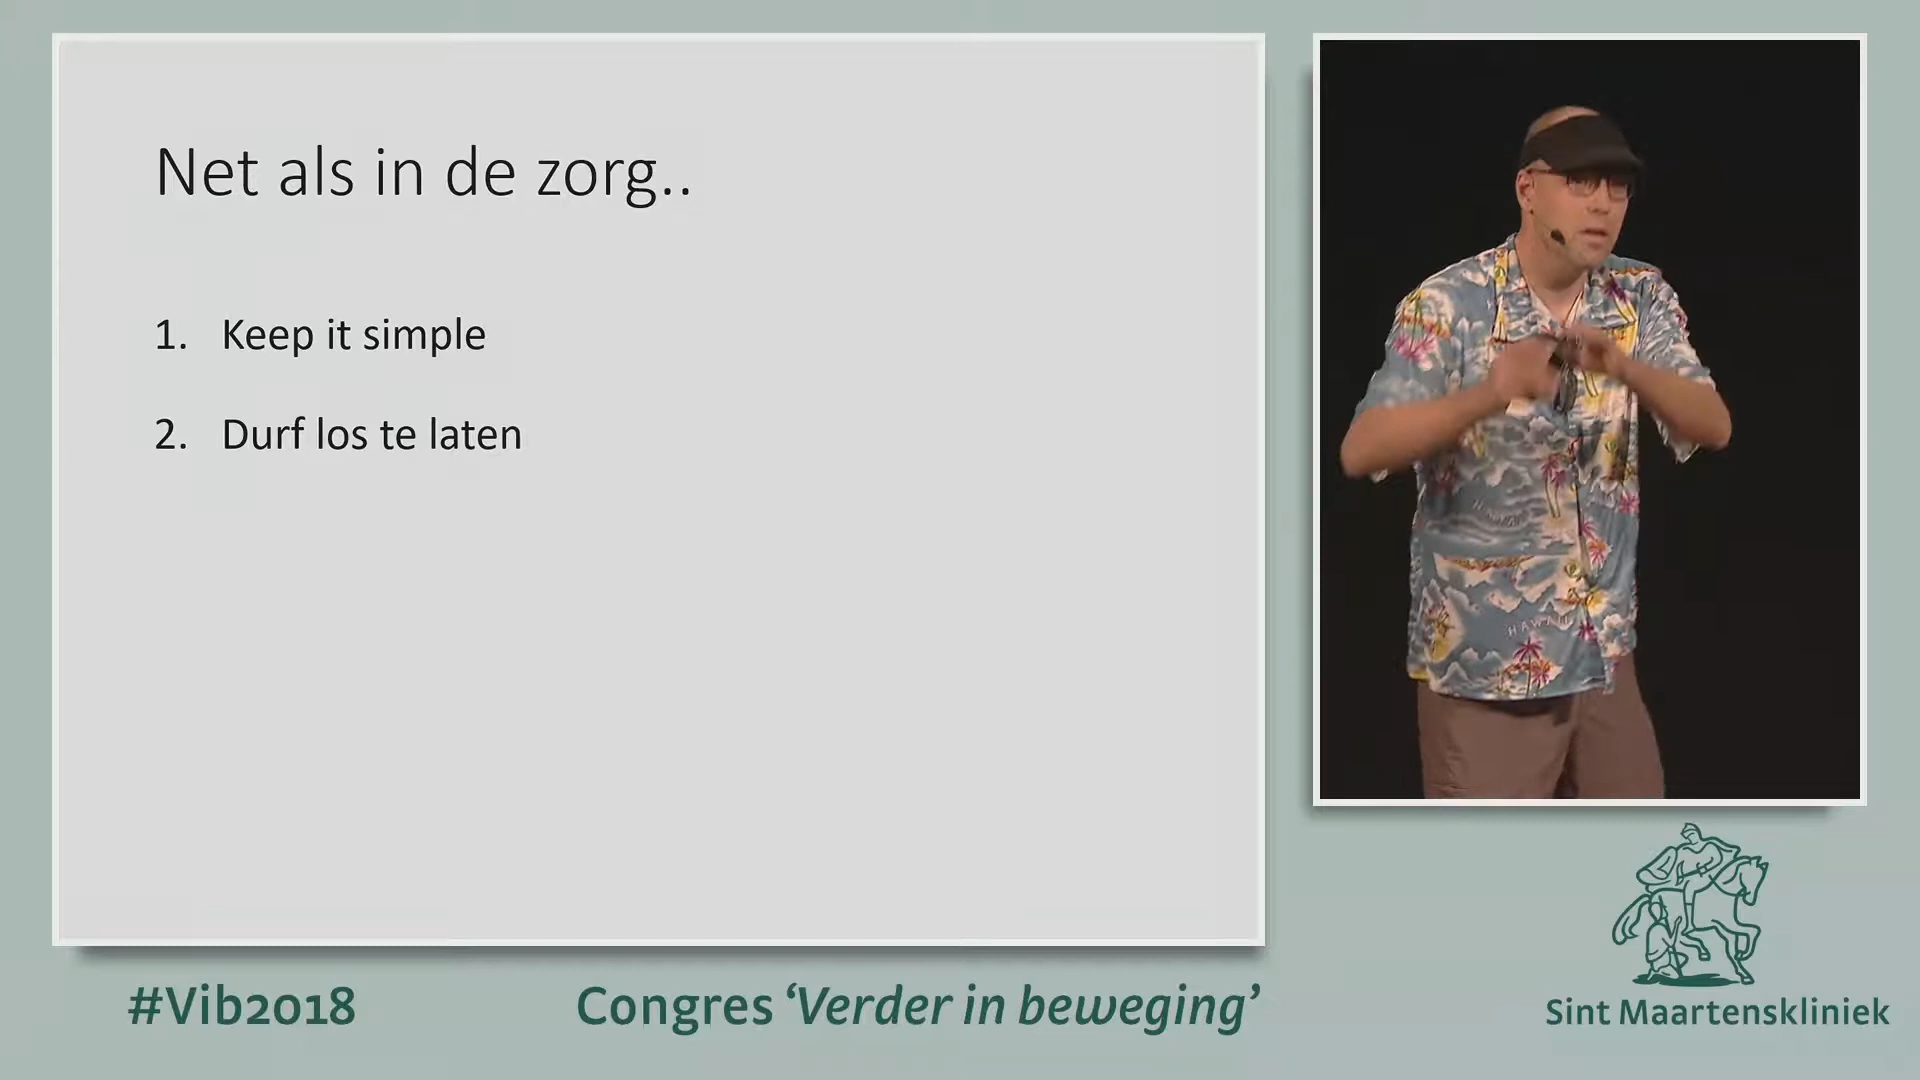 Net als in de zorg..
1. Keep it simple
2. Durf los te laten
HAWAII
#Vib2018
Congres ‘Verder in beweging’
Sint Maartenskliniek